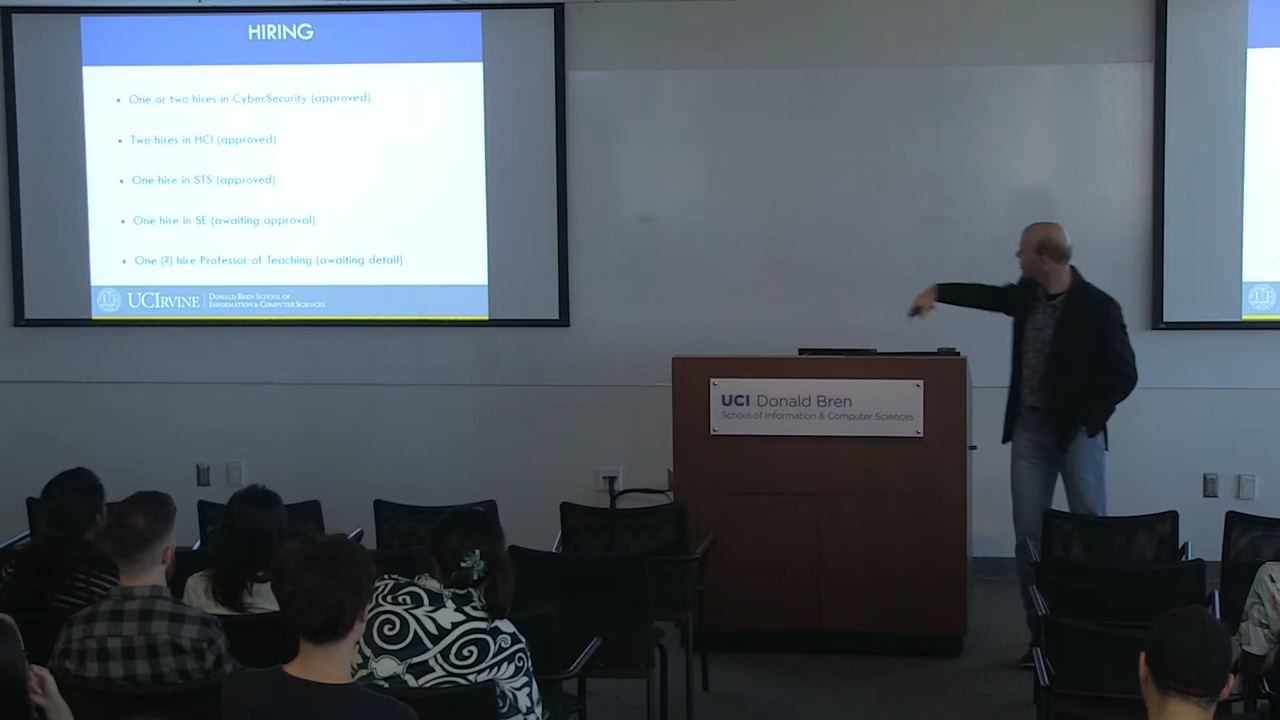 HIRING
• One or two hires in CyberSecurity (approved)
• Two hires in HCI (approved)
• One hire in STS (approved)
• One hire in SE (awaiting approval)
• One (?) hire Professor of Teaching (awaiting detail)
UCIRVINE
DONALD BREN SCHOOL OF
INFORMATION & COMPUTER SCIENCES
UCI Donald Bren
School of Information & Computer Sciences